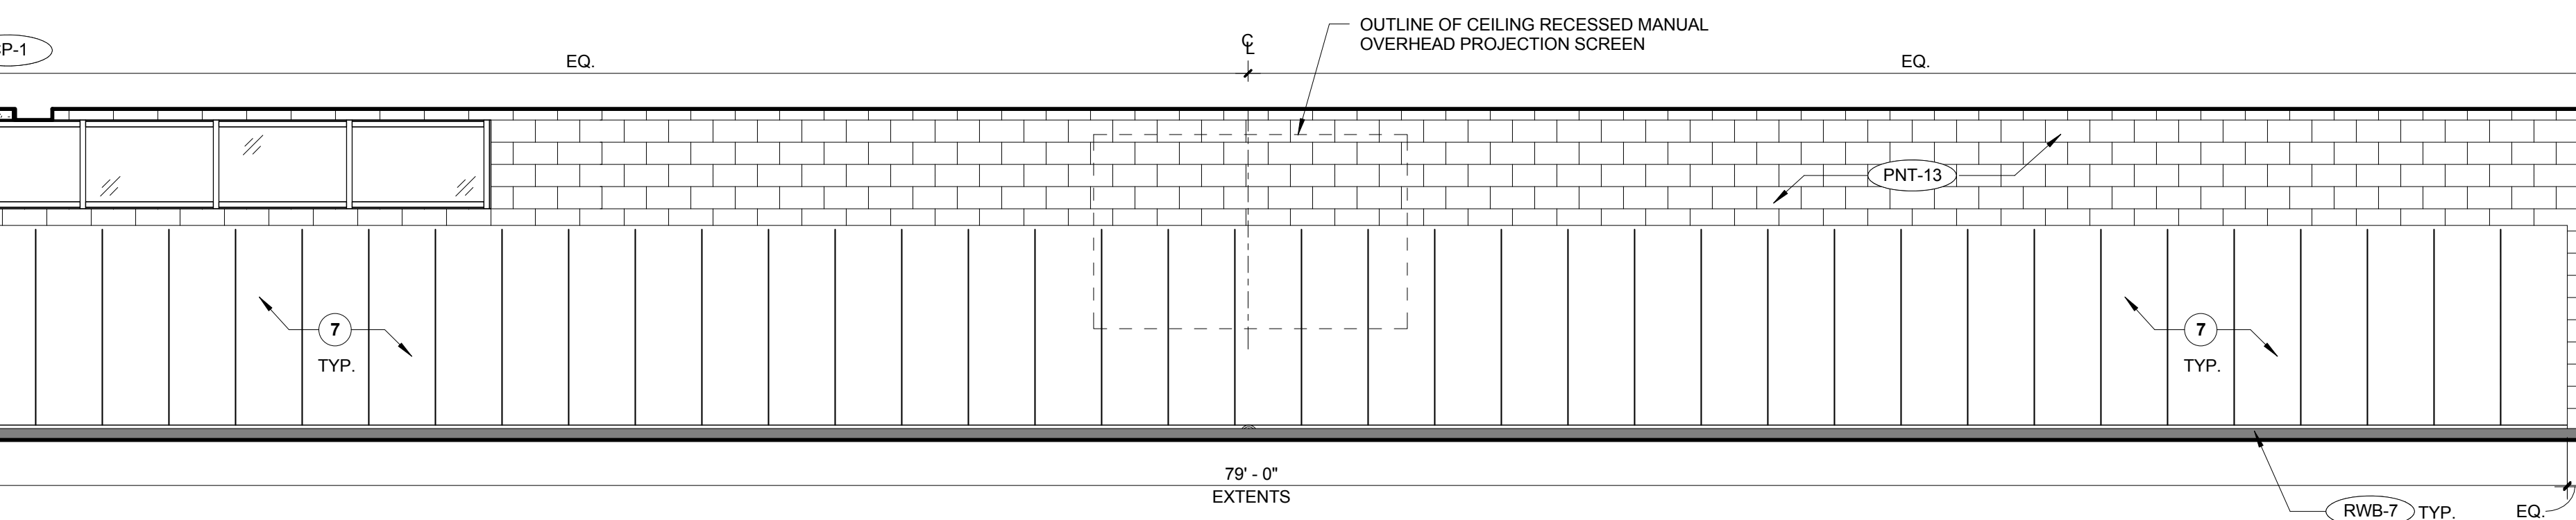 P-1
EQ.
CL
OUTLINE OF CEILING RECESSED MANUAL
OVERHEAD PROJECTION SCREEN
EQ.
PNT-13
7
TYP.
7
TYP.
79' - 0"
EXTENTS
RWB-7 TYP.
EQ.